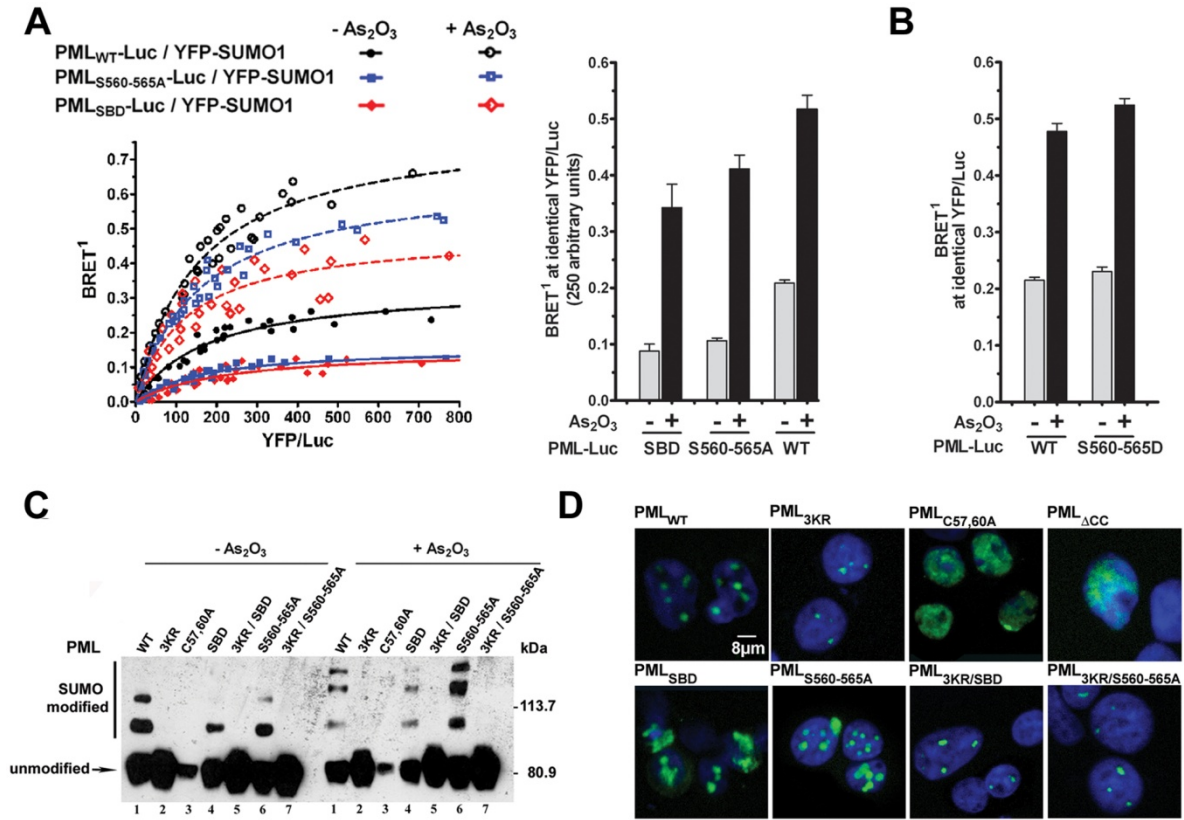 A
- As2O3 + As2O3
PMLWT-Luc / YFP-SUMO1
PMLS560-565A-Luc / YFP-SUMO1
PMLSBD-Luc / YFP-SUMO1
BRET1
0.7
0.6
0.5
0.4
0.3
0.2
0.1
0.0
0 100 200 300 400 500 600 700 800
YFP/Luc
BRET1 at identical YFP/Luc
(250 arbitrary units)
0.6
0.5
0.4
0.3
0.2
0.1
0.0
As2O3 - + - + - +
PML-Luc SBD S560-565A WT
B
BRET1
at identical YFP/Luc
0.6
0.5
0.4
0.3
0.2
0.1
0.0
As2O3 - + - +
PML-Luc WT S560-565D
C
- As2O3 + As2O3
PML WT 3KR C57,60A SBD 3KR / SBD S560-565A 3KR / S560-565A WT 3KR C57,60A SBD 3KR / SBD S560-565A 3KR / S560-565A kDa
SUMO
modified
-113.7
unmodified
- 80.9
1 2 3 4 5 6 7 1 2 3 4 5 6 7
D
PMLWT PML3KR PMLC57,60A PMLΔCC
8μm
PMLSBD PMLS560-565A PML3KR/SBD PML3KR/S560-565A